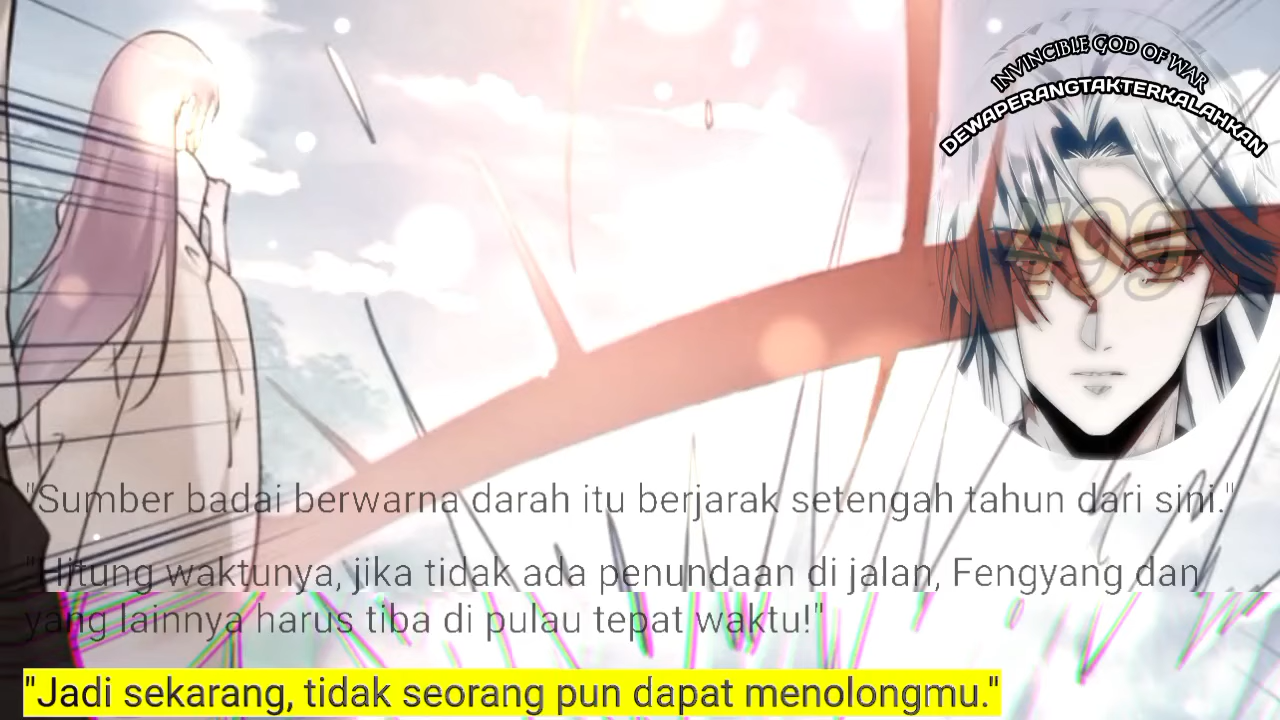 INVINCIBLE GOD OF WAR
DEWAPERANGTAKTERKALAHKAN
499
"Sumber badai berwarna darah itu berjarak setengah tahun dari sini."
"Hitung waktunya, jika tidak ada penundaan di jalan, Fengyang dan
yang lainnya harus tiba di pulau tepat waktu!"
"Jadi sekarang, tidak seorang pun dapat menolongmu."